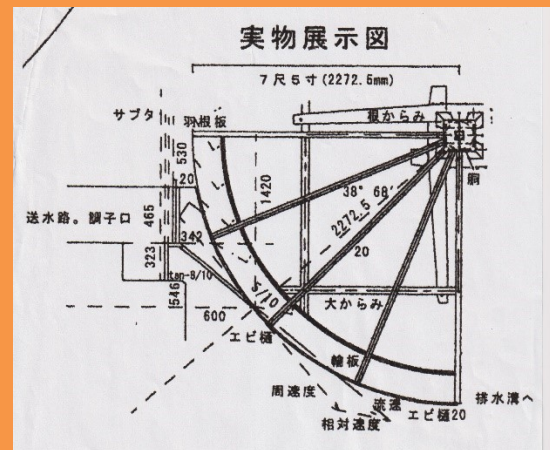 実物展示図
7尺5寸(2272.5mm)
サブタ
羽根板
根からみ
530
20
胴
38° 68'
1420
2272.5
送水路。調子口
465
342
20
323
tan-8/10
S/10
546
大からみ
600
エビ樋
輪板
周速度
流速
排水溝へ
エビ樋20
相対速度